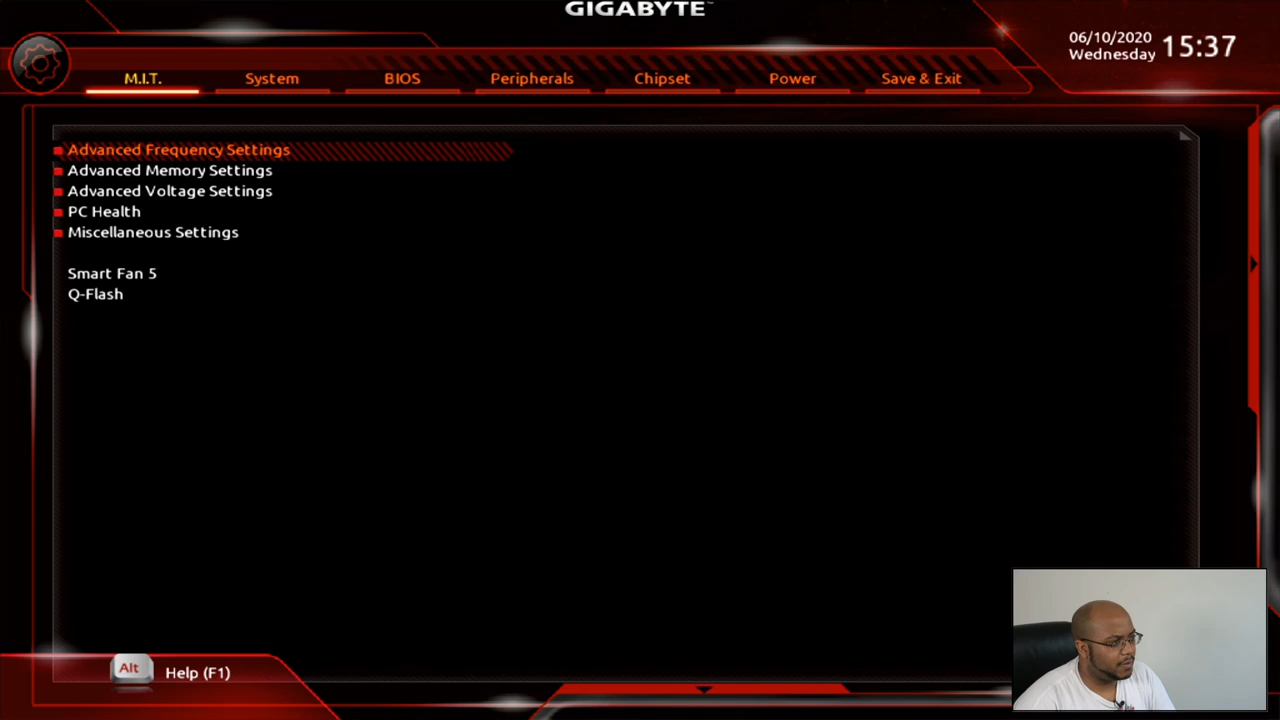 GIGABYTE™
06/10/2020
Wednesday
15:37
M.I.T.
System
BIOS
Peripherals
Chipset
Power
Save & Exit
Advanced Frequency Settings
Advanced Memory Settings
Advanced Voltage Settings
PC Health
Miscellaneous Settings
Smart Fan 5
Q-Flash
Alt
Help (F1)